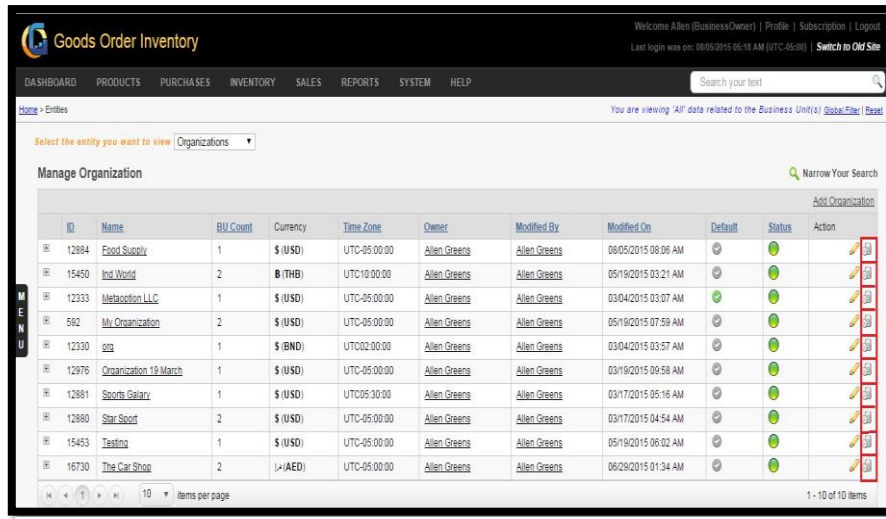 Goods Order Inventory
Welcome Allen (BusinessOwner) | Profile | Subscription | Logout
Last login was on: 08/05/2015 05:18 AM (UTC-05:00) | Switch to Old Site
DASHBOARD PRODUCTS PURCHASES INVENTORY SALES REPORTS SYSTEM HELP
Search your text
Home > Entities
You are viewing 'All' data related to the Business Unit(s) Global Filter | Reset
Select the entity you want to view Organizations
Manage Organization
Narrow Your Search
Add Organization
ID Name BU Count Currency Time Zone Owner Modified By Modified On Default Status Action
12884 Food Supply 1 $ (USD) UTC-05:00:00 Allen Greens Allen Greens 08/05/2015 08:06 AM
15450 Ind World 2 B (THB) UTC10:00:00 Allen Greens Allen Greens 05/19/2015 03:21 AM
12333 Metaoption LLC 1 $ (USD) UTC-05:00:00 Allen Greens Allen Greens 03/04/2015 03:07 AM
592 My Organization 2 $ (USD) UTC-05:00:00 Allen Greens Allen Greens 05/19/2015 07:59 AM
12330 org 1 $ (BND) UTC02:00:00 Allen Greens Allen Greens 03/04/2015 03:57 AM
12976 Organization 19 March 1 $ (USD) UTC-05:00:00 Allen Greens Allen Greens 03/19/2015 09:58 AM
12881 Sports Galary 1 $ (USD) UTC05:30:00 Allen Greens Allen Greens 03/17/2015 05:16 AM
12880 Star Sport 2 $ (USD) UTC-05:00:00 Allen Greens Allen Greens 03/17/2015 04:54 AM
15453 Testing 1 $ (USD) UTC-05:00:00 Allen Greens Allen Greens 05/19/2015 06:02 AM
16730 The Car Shop 2 (AED) UTC-05:00:00 Allen Greens Allen Greens 06/29/2015 01:34 AM
MENU
1 10 items per page
1 - 10 of 10 items